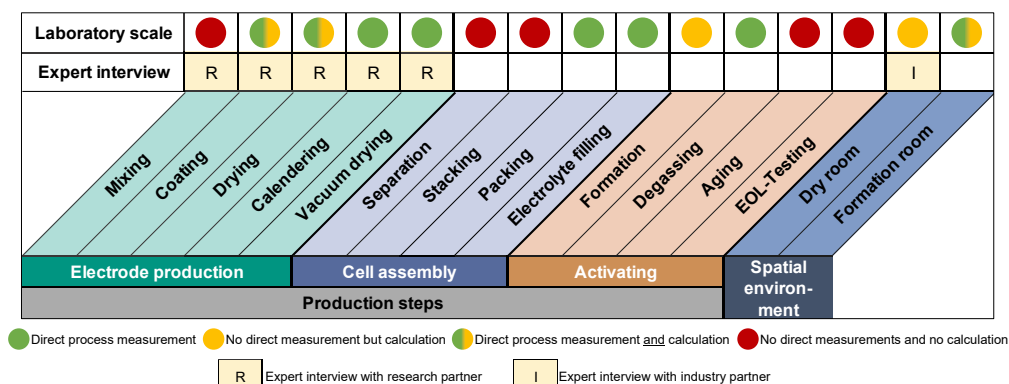 Laboratory scale
Expert interview R R R R R I
Mixing
Coating
Drying
Calendering
Vacuum drying
Separation
Stacking
Packing
Electrolyte filling
Formation
Degassing
Aging
EOL-Testing
Dry room
Formation room
Electrode production Cell assembly Activating Spatial
environ-
ment
Production steps
Direct process measurement No direct measurement but calculation Direct process measurement and calculation No direct measurements and no calculation
R Expert interview with research partner I Expert interview with industry partner